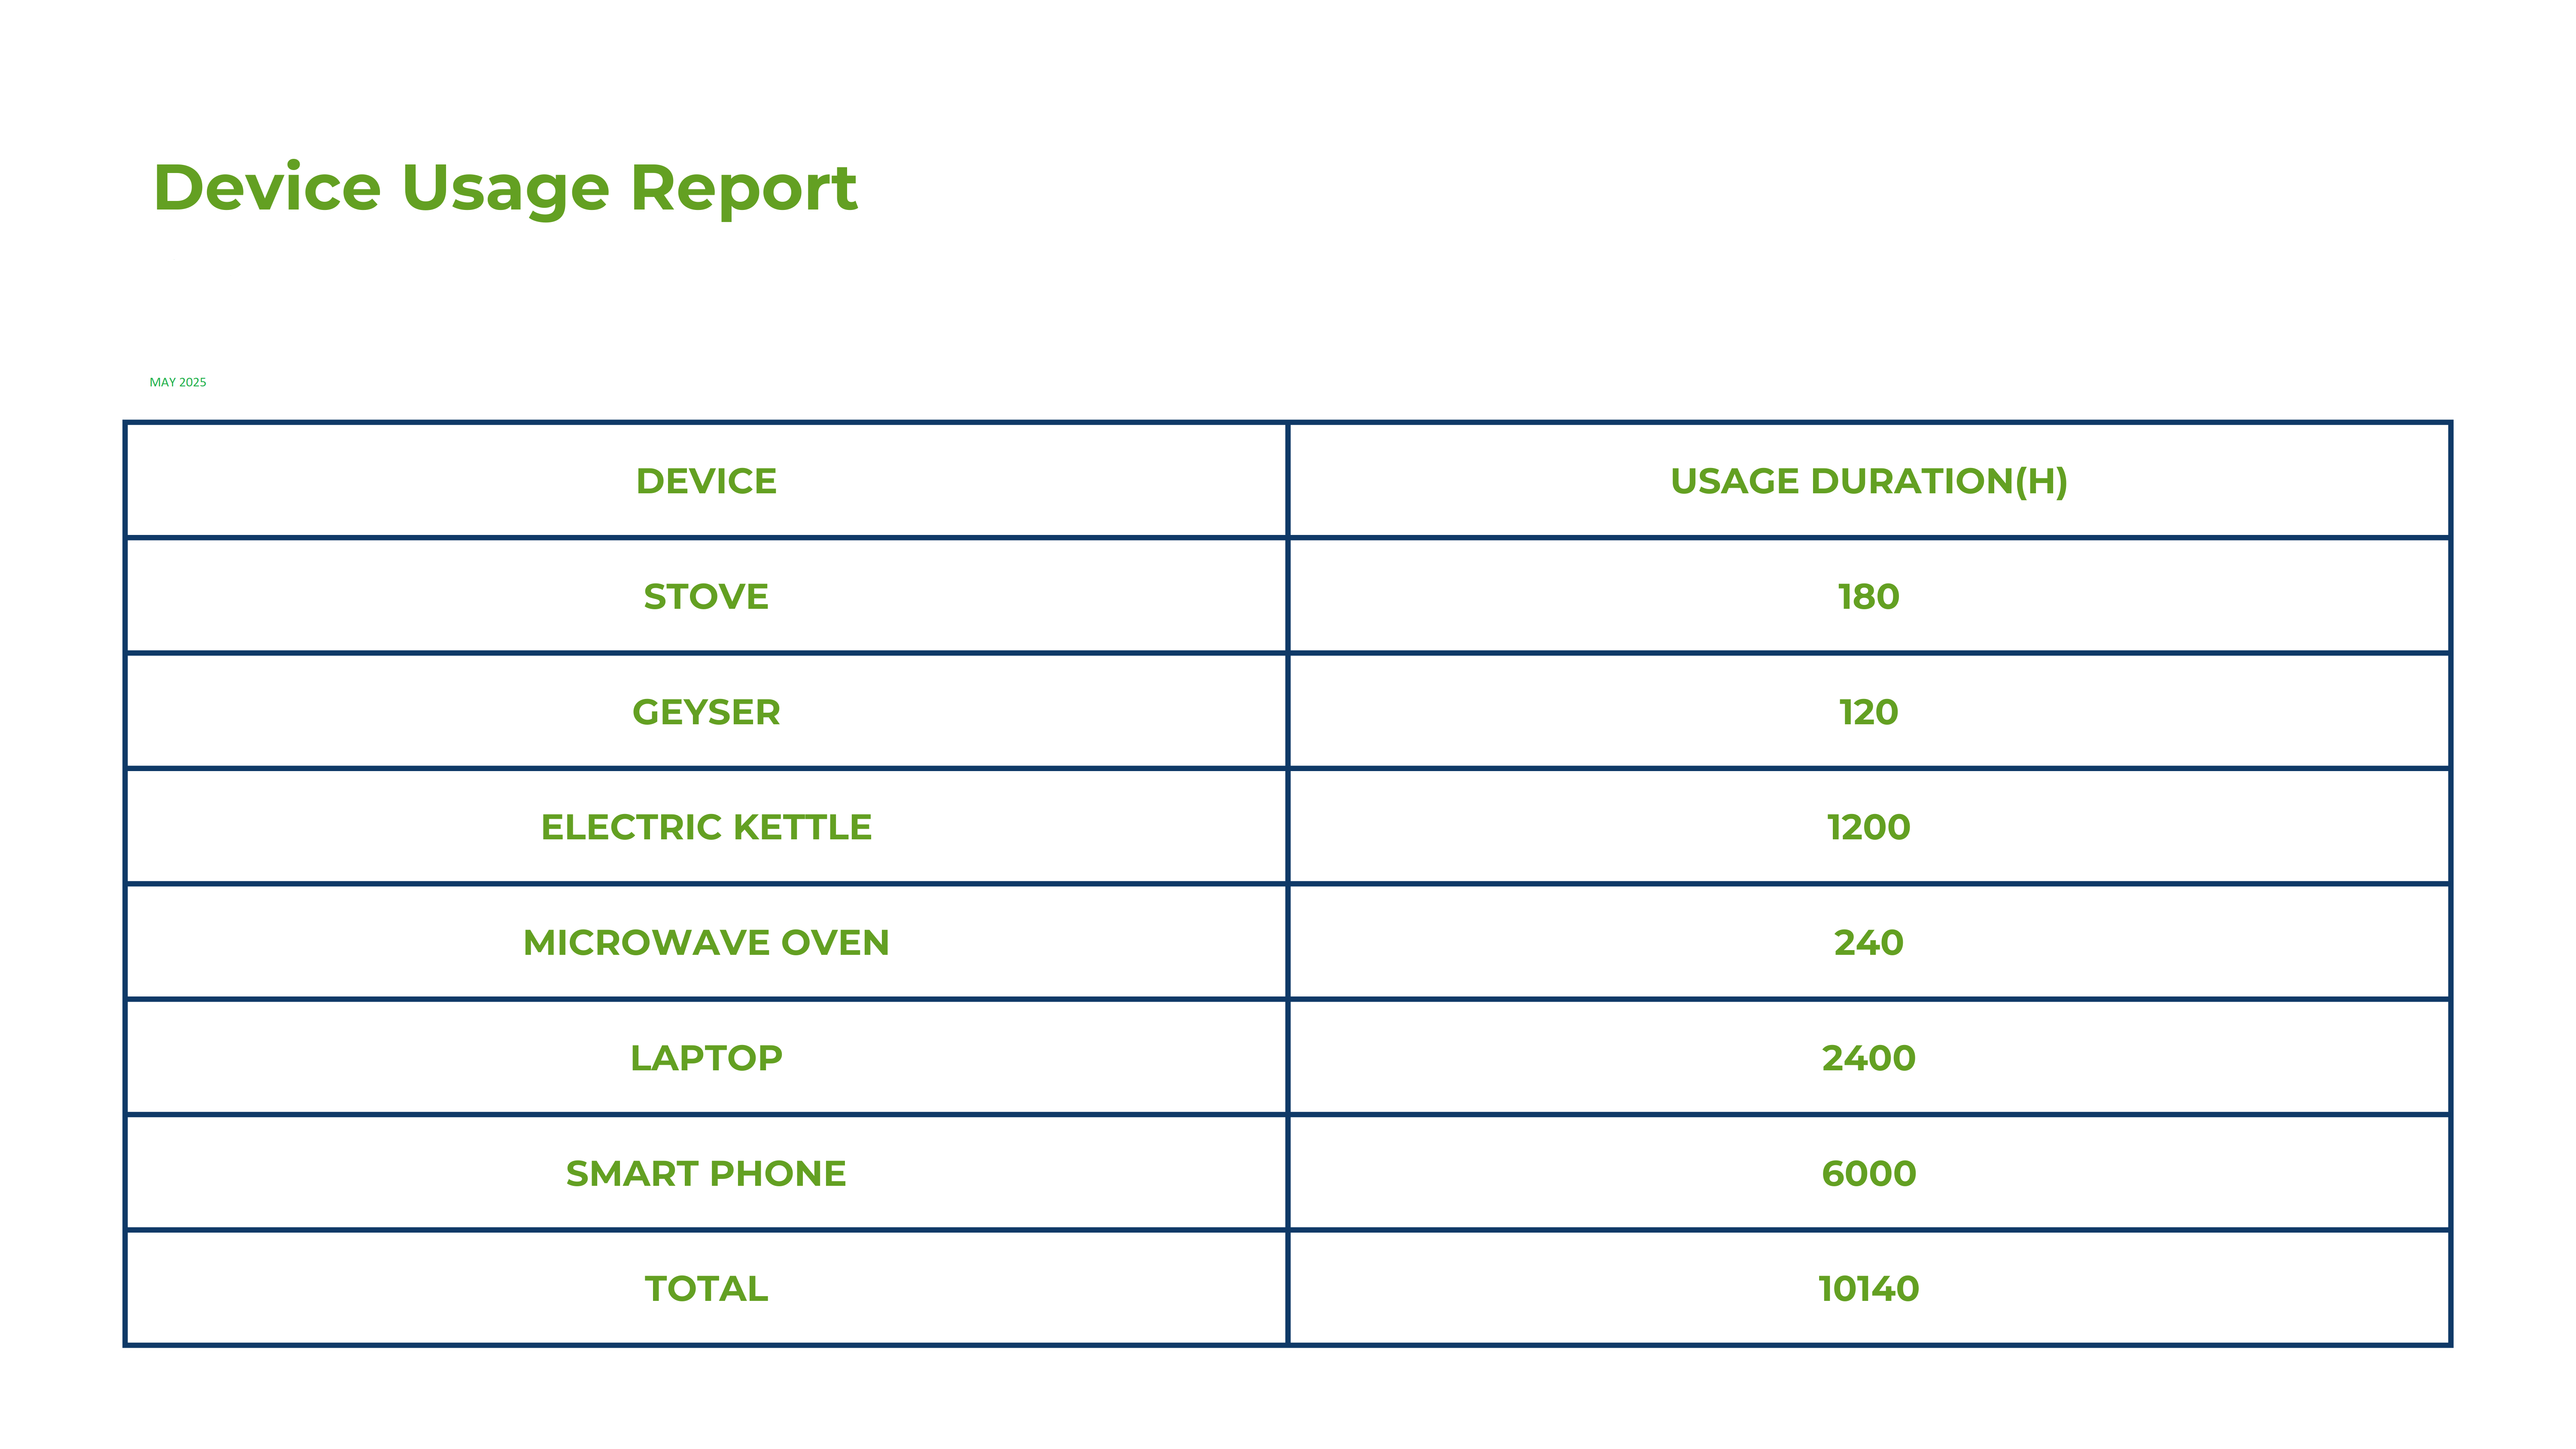 Device Usage Report
MAY 2025
DEVICE USAGE DURATION(H)
STOVE 180
GEYSER 120
ELECTRIC KETTLE 1200
MICROWAVE OVEN 240
LAPTOP 2400
SMART PHONE 6000
TOTAL 10140